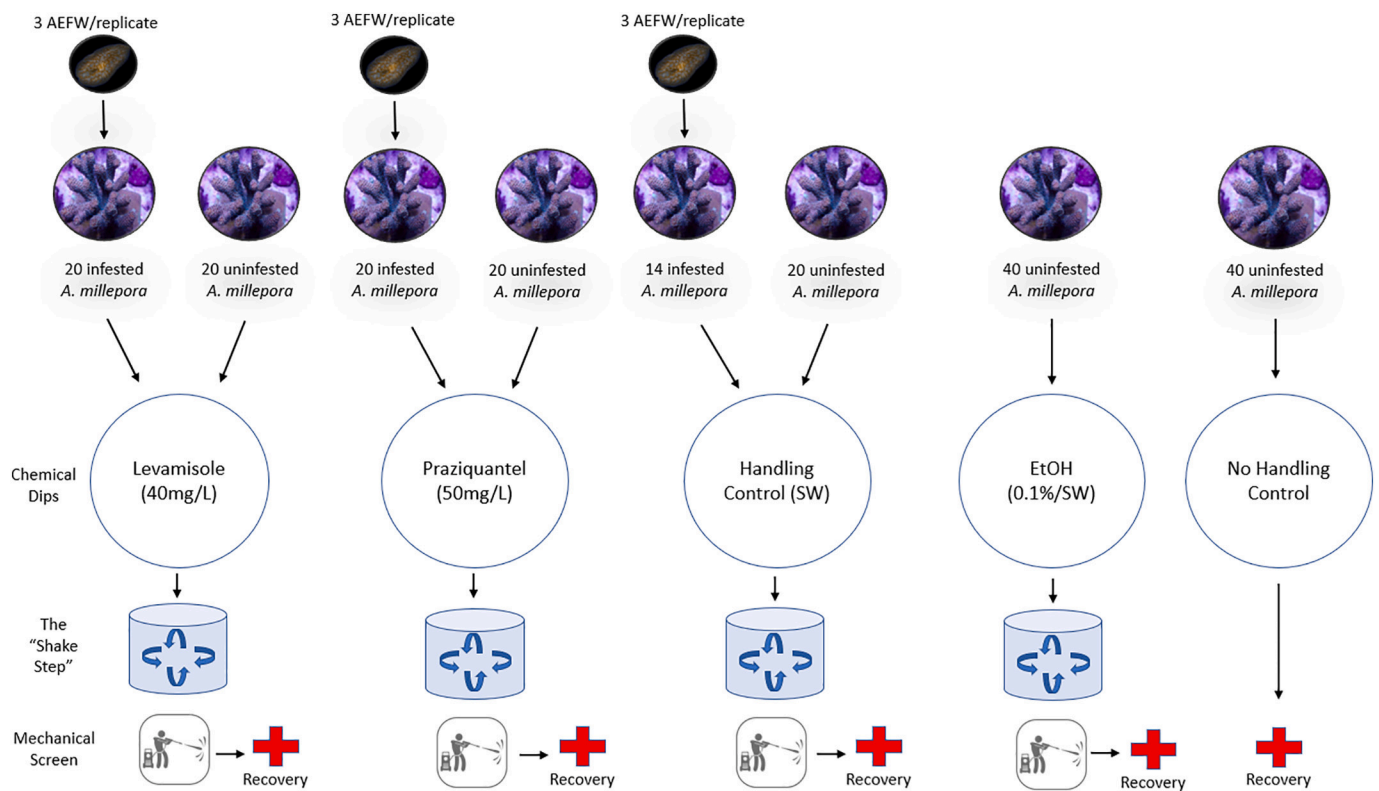 3 AEFW/replicate
3 AEFW/replicate
3 AEFW/replicate
20 infested
A. millepora
20 uninfested
A. millepora
20 infested
A. millepora
20 uninfested
A. millepora
14 infested
A. millepora
20 uninfested
A. millepora
40 uninfested
A. millepora
40 uninfested
A. millepora
Chemical
Dips
Levamisole
(40mg/L)
Praziquantel
(50mg/L)
Handling
Control (SW)
EtOH
(0.1%/SW)
No Handling
Control
The
“Shake
Step”
Mechanical
Screen
Recovery
Recovery
Recovery
Recovery
Recovery